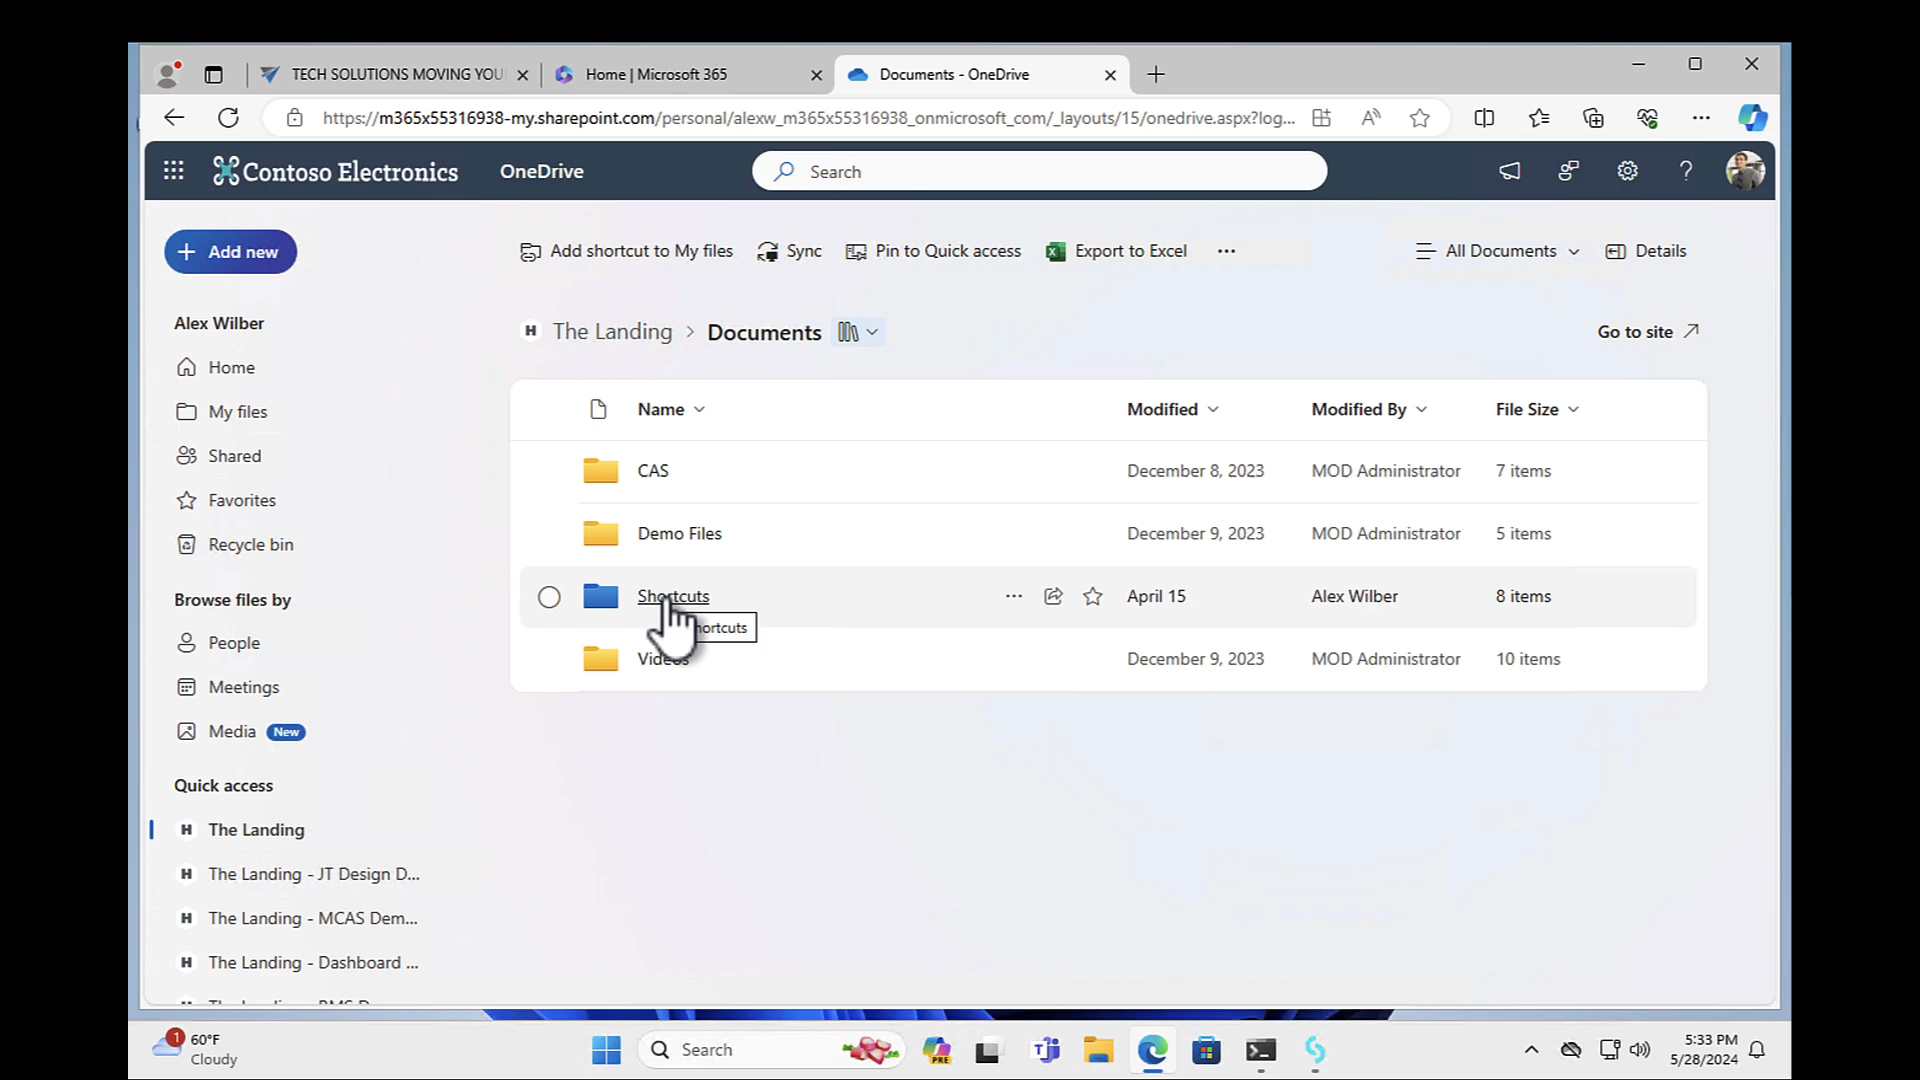 TECH SOLUTIONS MOVING YOU
Home | Microsoft 365
Documents - OneDrive
https://m365x55316938-my.sharepoint.com/personal/alexw_m365x55316938_onmicrosoft_com/_layouts/15/onedrive.aspx?log...
Contoso Electronics
OneDrive
Search
Add new
Add shortcut to My files
Sync
Pin to Quick access
Export to Excel
All Documents
Details
Alex Wilber
Home
My files
Shared
Favorites
Recycle bin
Browse files by
People
Meetings
Media New
Quick access
H The Landing
H The Landing - JT Design D...
H The Landing - MCAS Dem...
H The Landing - Dashboard ...
H The Landing > Documents
Go to site
Name Modified Modified By File Size
CAS December 8, 2023 MOD Administrator 7 items
Demo Files December 9, 2023 MOD Administrator 5 items
Shortcuts April 15 Alex Wilber 8 items
Videos December 9, 2023 MOD Administrator 10 items
1
60°F
Cloudy
Search
PRE
5:33 PM
5/28/2024